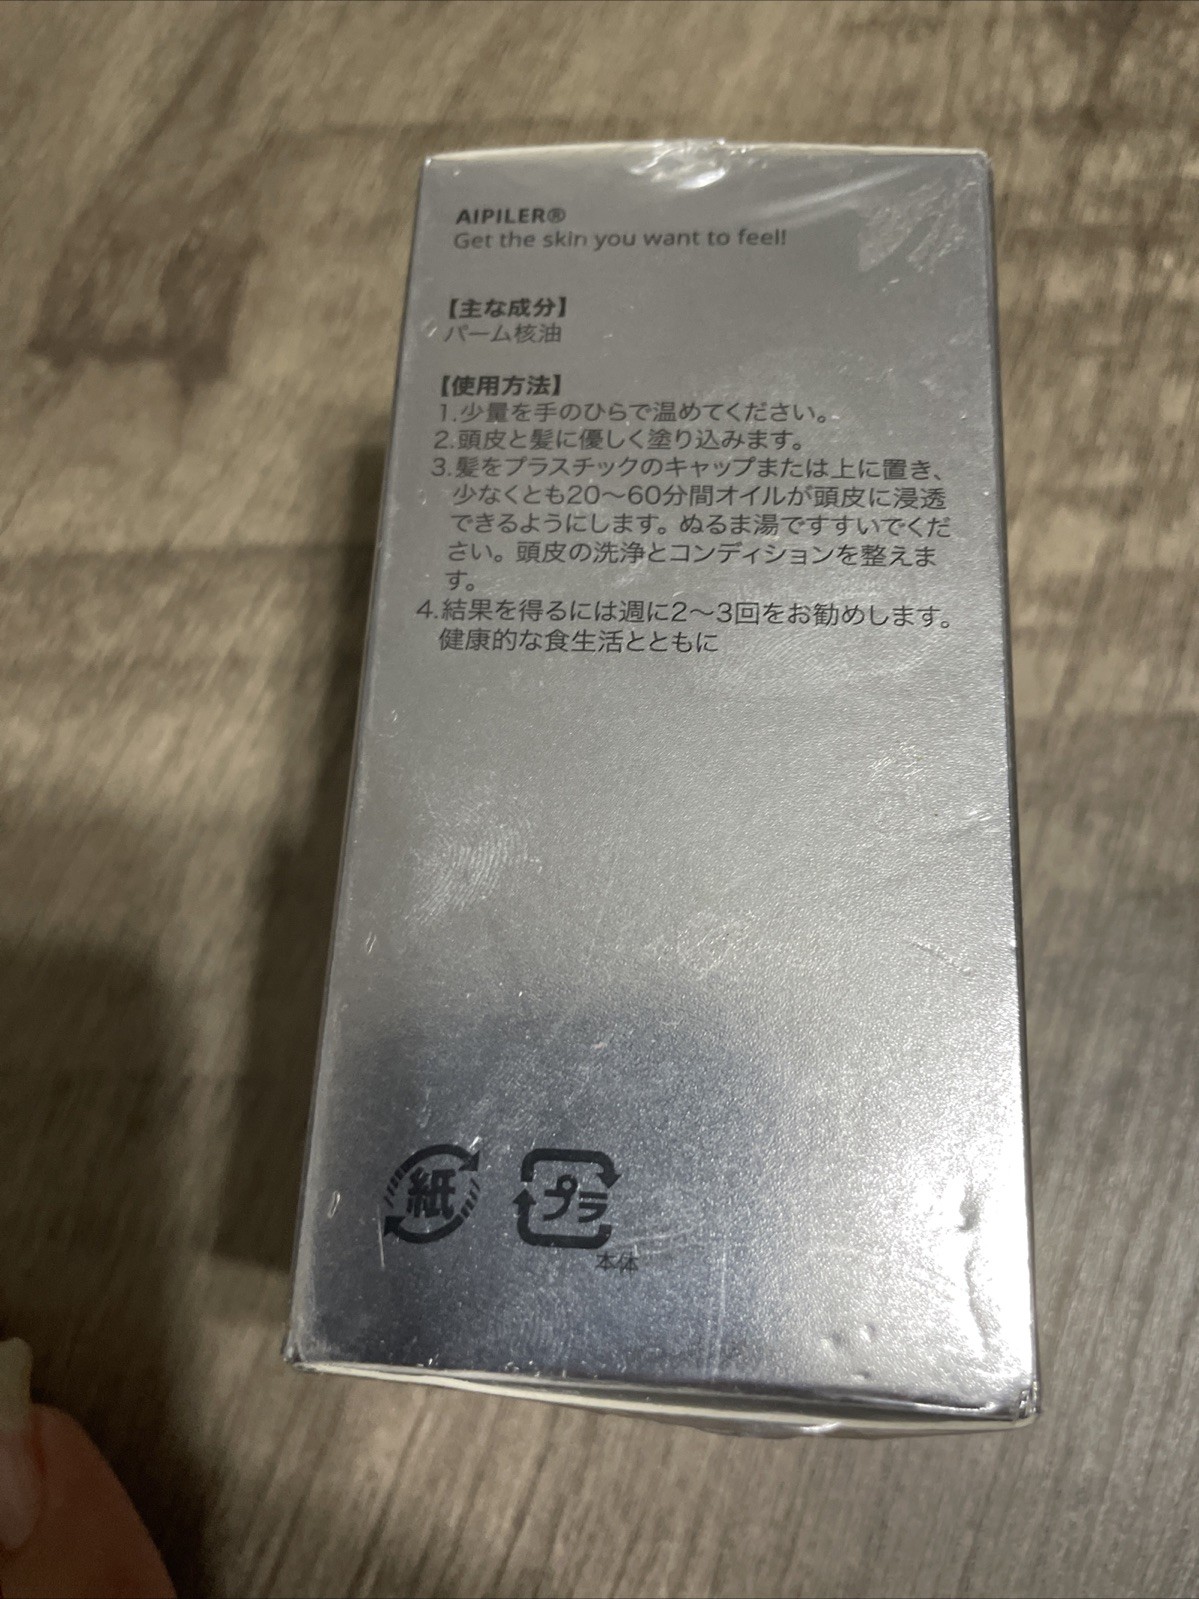 AIPILER®
Get the skin you want to feel!
【主な成分】
パーム核油
【使用方法】
1.少量を手のひらで温めてください。
2.頭皮と髪に優しく塗り込みます。
3.髪をプラスチックのキャップまたは上に置き、
少なくとも20〜60分間オイルが頭皮に浸透
できるようにします。ぬるま湯ですすいでくだ
さい。頭皮の洗浄とコンディションを整えま
す。
4.結果を得るには週に2〜3回をお勧めします。
健康的な食生活とともに
紙
プラ
本体